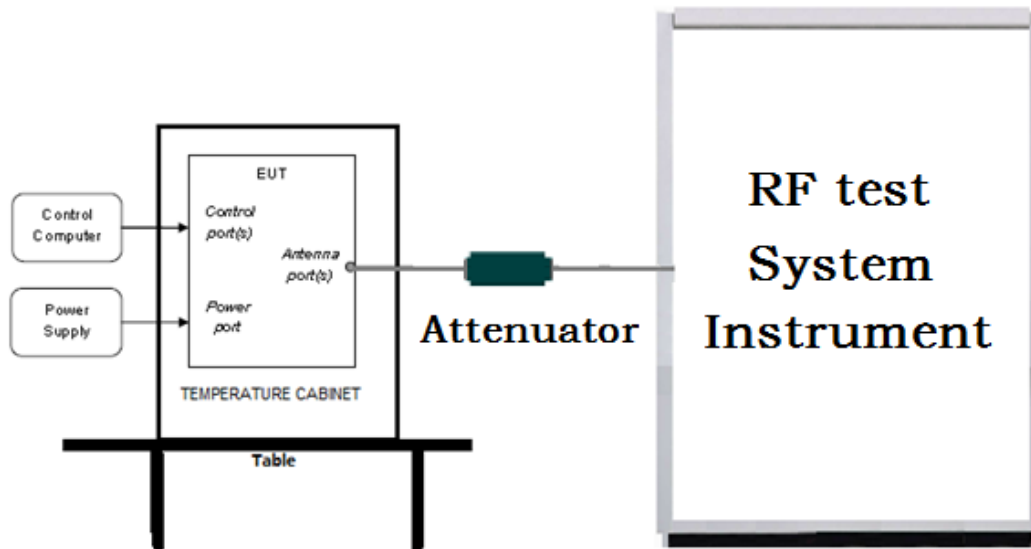 Control
Computer
Power
Supply
EUT
Control
port(s)
Antenna
port(s)
Power
port
TEMPERATURE CABINET
Table
Attenuator
RF test
System
Instrument